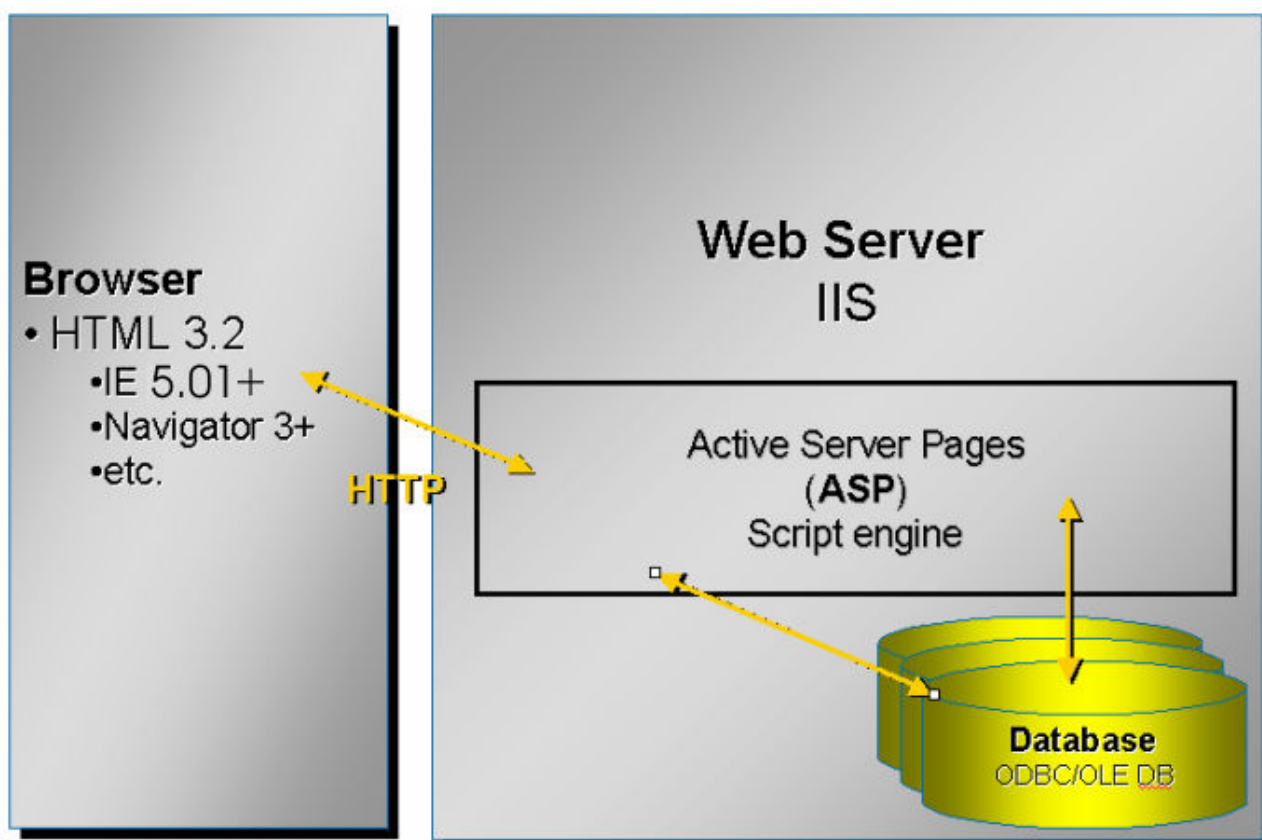 Browser
• HTML 3.2
•IE 5.01+
•Navigator 3+
•etc.
HTTP
Web Server
IIS
Active Server Pages
(ASP)
Script engine
Database
ODBC/OLE DB